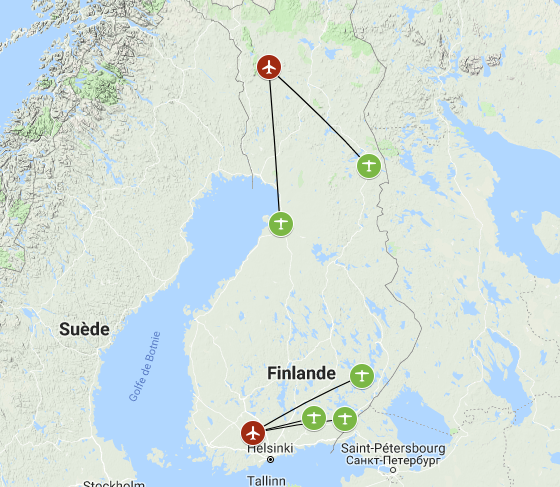 Suède
Golfe de Botnie
Finlande
Helsinki
Saint-Pétersbourg
Санкт-Петербург
Stockholm
Tallinn